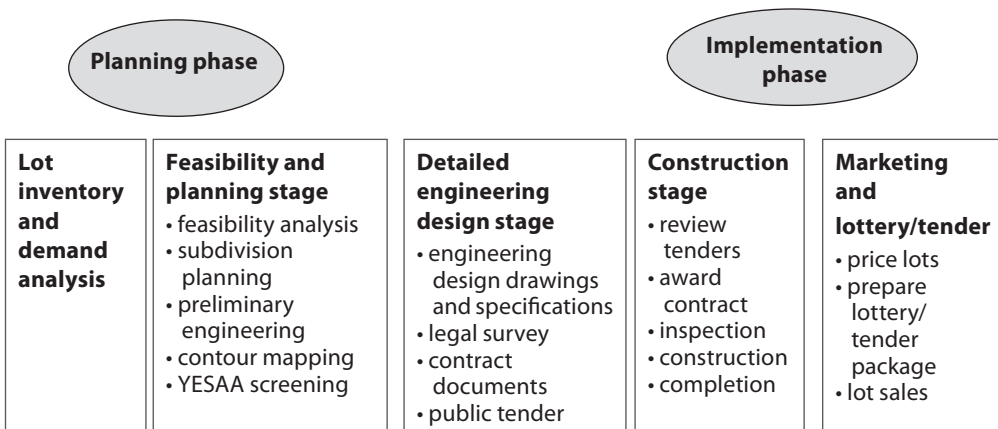 Planning phase
Implementation
phase
Lot
inventory
and
demand
analysis
Feasibility and
planning stage
• feasibility analysis
• subdivision
planning
• preliminary
engineering
• contour mapping
• YESAA screening
Detailed
engineering
design stage
• engineering
design drawings
and specifications
• legal survey
• contract
documents
• public tender
Construction
stage
• review
tenders
• award
contract
• inspection
• construction
• completion
Marketing
and
lottery/tender
• price lots
• prepare
lottery/
tender
package
• lot sales